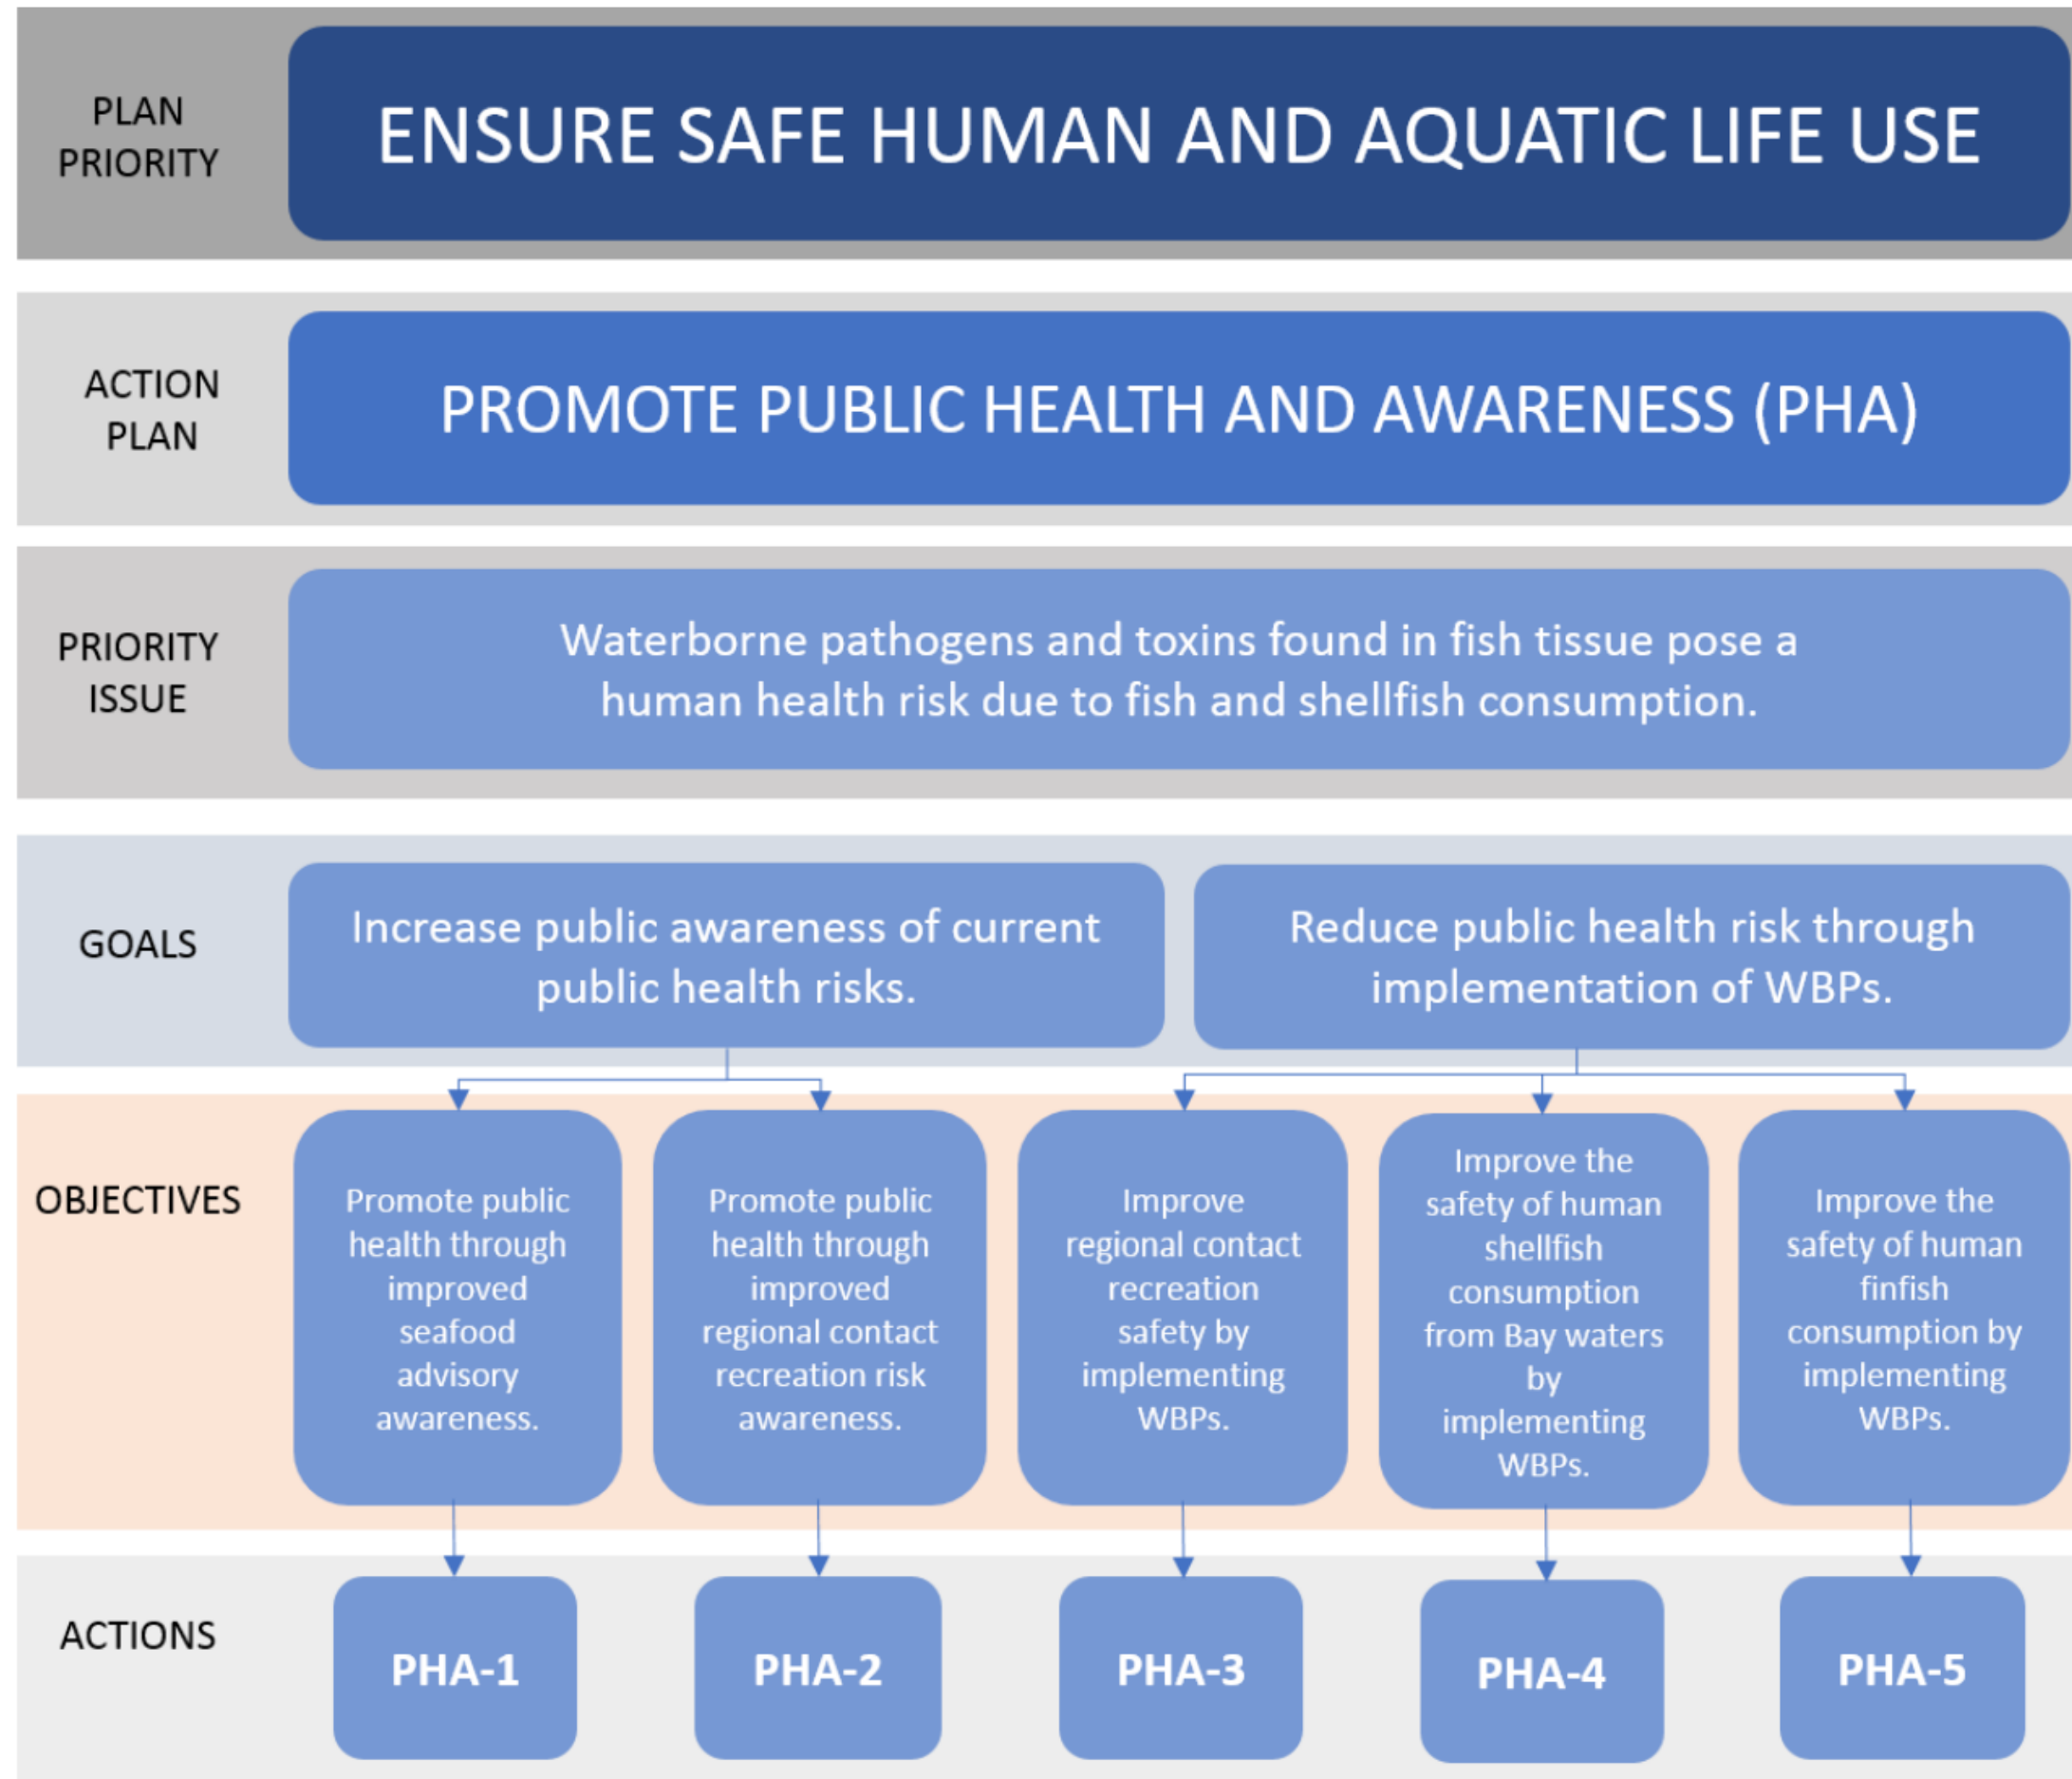 PLAN
PRIORITY
ENSURE SAFE HUMAN AND AQUATIC LIFE USE
ACTION
PLAN
PROMOTE PUBLIC HEALTH AND AWARENESS (PHA)
PRIORITY
ISSUE
Waterborne pathogens and toxins found in fish tissue pose a
human health risk due to fish and shellfish consumption.
GOALS
Increase public awareness of current
public health risks.
Reduce public health risk through
implementation of WBPs.
OBJECTIVES
Promote public
health through
improved
seafood
advisory
awareness.
Promote public
health through
improved
regional contact
recreation risk
awareness.
Improve
regional contact
recreation
safety by
implementing
WBPs.
Improve the
safety of human
shellfish
consumption
from Bay waters
by
implementing
WBPs.
Improve the
safety of human
finfish
consumption by
implementing
WBPs.
ACTIONS
PHA-1
PHA-2
PHA-3
PHA-4
PHA-5